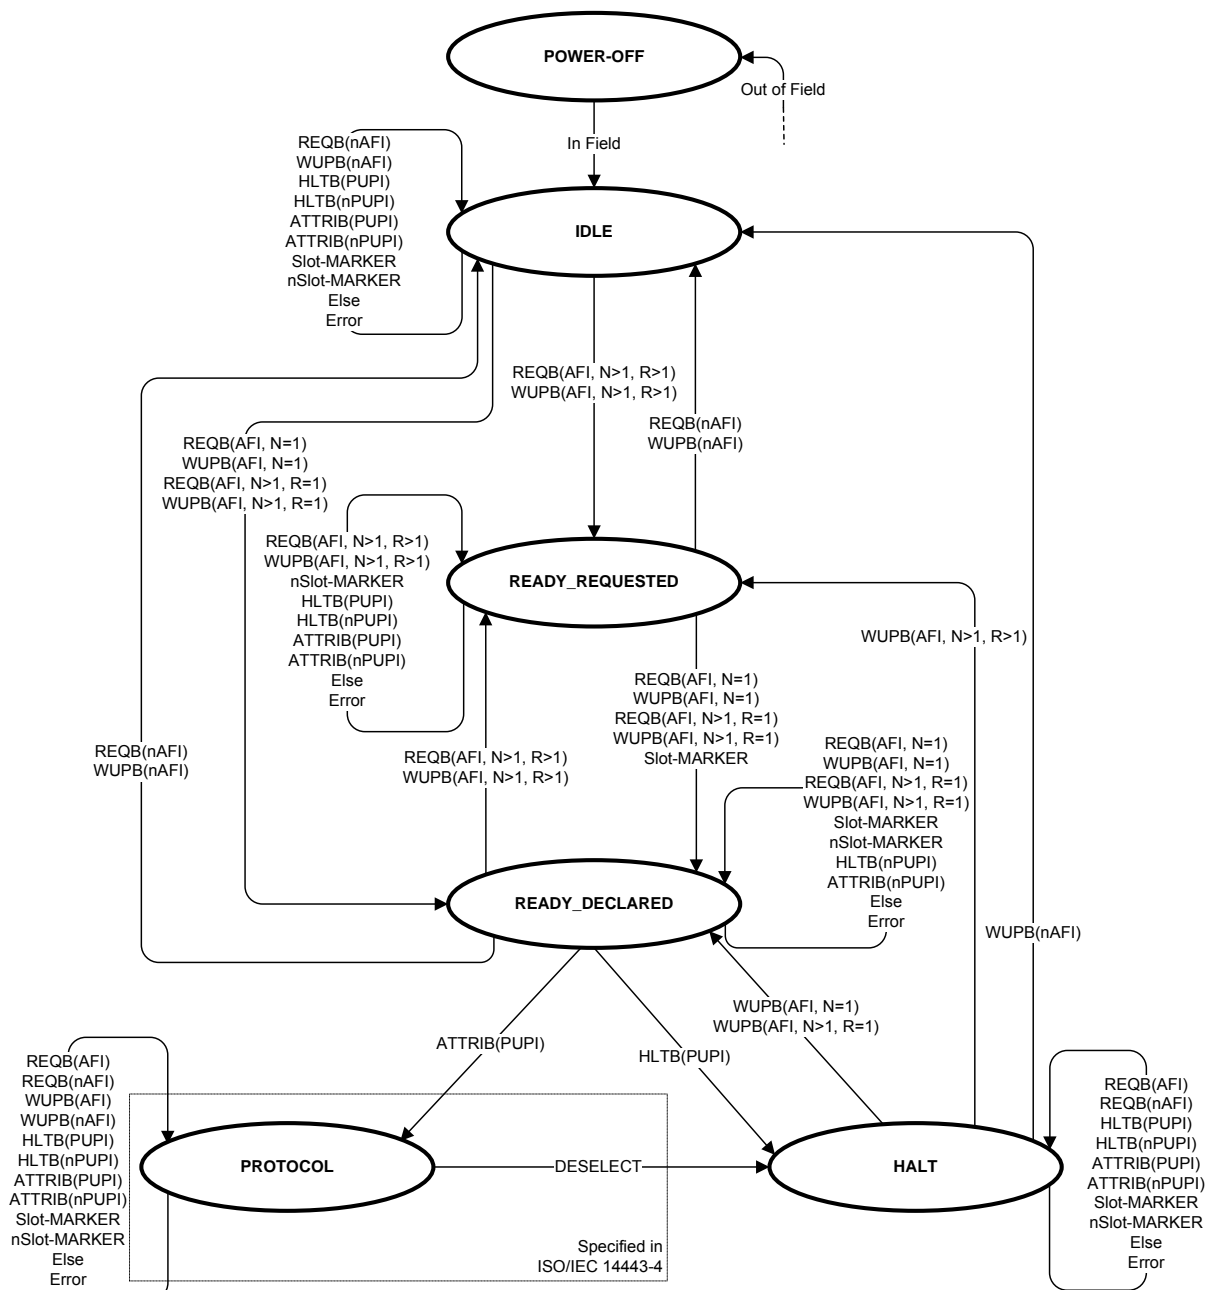 POWER-OFF
Out of Field
In Field
REQB(nAFI)
WUPB(nAFI)
HLTB(PUPI)
HLTB(nPUPI)
ATTRIB(PUPI)
ATTRIB(nPUPI)
Slot-MARKER
nSlot-MARKER
Else
Error
IDLE
REQB(AFI, N>1, R>1)
WUPB(AFI, N>1, R>1)
REQB(nAFI)
WUPB(nAFI)
REQB(AFI, N=1)
WUPB(AFI, N=1)
REQB(AFI, N>1, R=1)
WUPB(AFI, N>1, R=1)
REQB(AFI, N>1, R>1)
WUPB(AFI, N>1, R>1)
nSlot-MARKER
HLTB(PUPI)
HLTB(nPUPI)
ATTRIB(PUPI)
ATTRIB(nPUPI)
Else
Error
READY_REQUESTED
WUPB(AFI, N>1, R>1)
REQB(AFI, N=1)
WUPB(AFI, N=1)
REQB(AFI, N>1, R=1)
WUPB(AFI, N>1, R=1)
Slot-MARKER
REQB(nAFI)
WUPB(nAFI)
REQB(AFI, N>1, R>1)
WUPB(AFI, N>1, R>1)
REQB(AFI, N=1)
WUPB(AFI, N=1)
REQB(AFI, N>1, R=1)
WUPB(AFI, N>1, R=1)
Slot-MARKER
nSlot-MARKER
HLTB(nPUPI)
ATTRIB(nPUPI)
Else
Error
READY_DECLARED
WUPB(nAFI)
WUPB(AFI, N=1)
WUPB(AFI, N>1, R=1)
ATTRIB(PUPI)
HLTB(PUPI)
REQB(AFI)
REQB(nAFI)
WUPB(AFI)
WUPB(nAFI)
HLTB(PUPI)
HLTB(nPUPI)
ATTRIB(PUPI)
ATTRIB(nPUPI)
Slot-MARKER
nSlot-MARKER
Else
Error
PROTOCOL
DESELECT
HALT
REQB(AFI)
REQB(nAFI)
HLTB(PUPI)
HLTB(nPUPI)
ATTRIB(PUPI)
ATTRIB(nPUPI)
Slot-MARKER
nSlot-MARKER
Else
Error
Specified in
ISO/IEC 14443-4